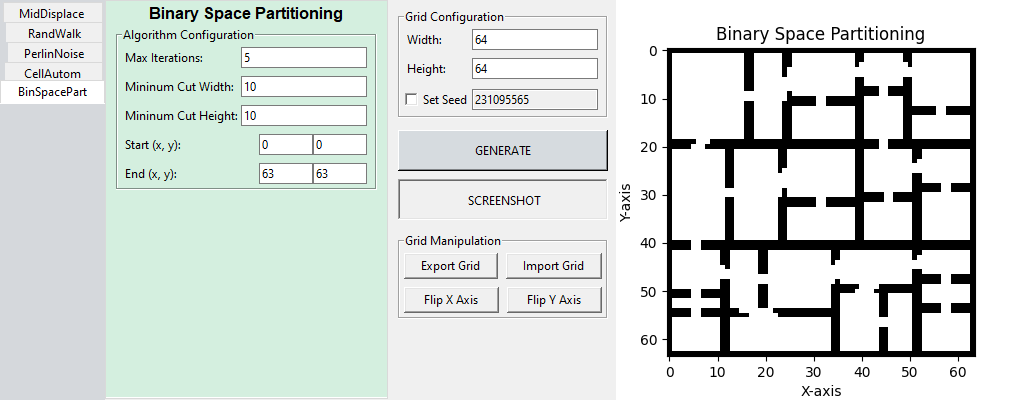 MidDisplace
RandWalk
PerlinNoise
CellAutom
BinSpacePart
Binary Space Partitioning
Algorithm Configuration
Max Iterations: 5
Mininum Cut Width: 10
Mininum Cut Height: 10
Start (x, y): 0 0
End (x, y): 63 63
Grid Configuration
Width: 64
Height: 64
Set Seed 231095565
GENERATE
SCREENSHOT
Grid Manipulation
Export Grid Import Grid
Flip X Axis Flip Y Axis
Binary Space Partitioning
Y-axis
0
10
20
30
40
50
60
0 10 20 30 40 50 60
X-axis